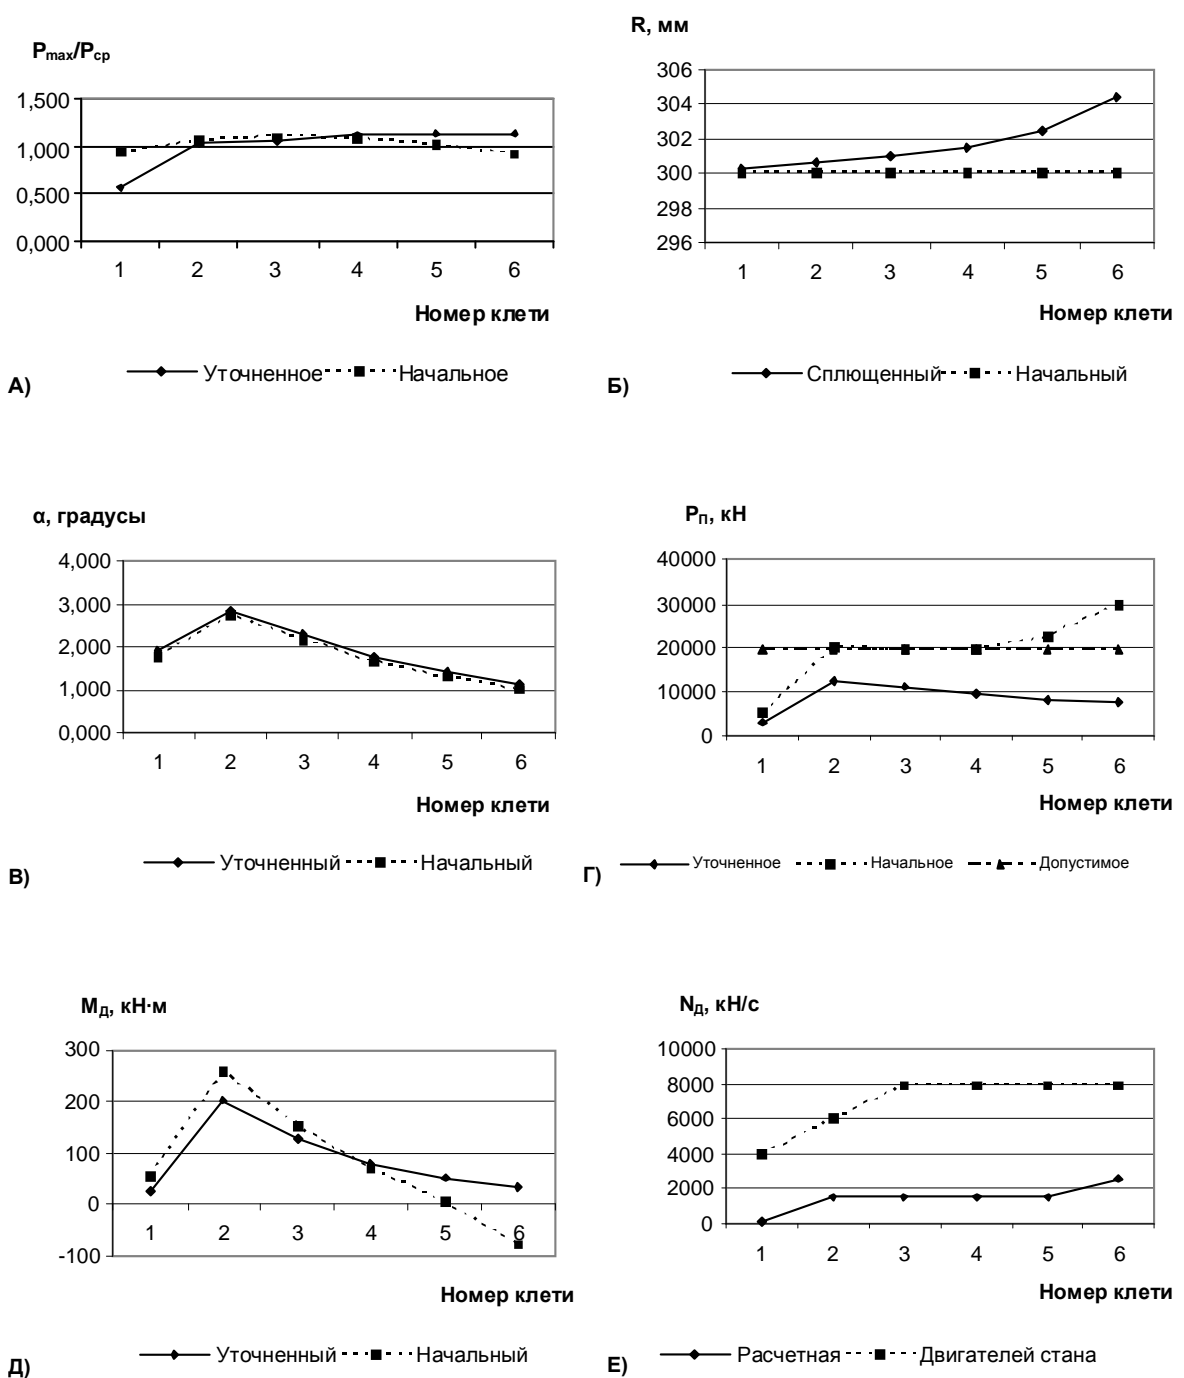 P_max/P_ср
1,500
1,000
0,500
0,000
1 2 3 4 5 6
Номер клети
Уточненное Начальное
А)
R, мм
306
304
302
300
298
296
1 2 3 4 5 6
Номер клети
Сплющенный Начальный
Б)
α, градусы
4,000
3,000
2,000
1,000
0,000
1 2 3 4 5 6
Номер клети
Уточненный Начальный
В)
P_П, кН
40000
30000
20000
10000
0
1 2 3 4 5 6
Номер клети
Уточненное Начальное Допустимое
Г)
М_Д, кН·м
300
200
100
0
-100
1 2 3 4 5 6
Номер клети
Уточненный Начальный
Д)
N_Д, кН/с
10000
8000
6000
4000
2000
0
1 2 3 4 5 6
Номер клети
Расчетная Двигателей стана
Е)